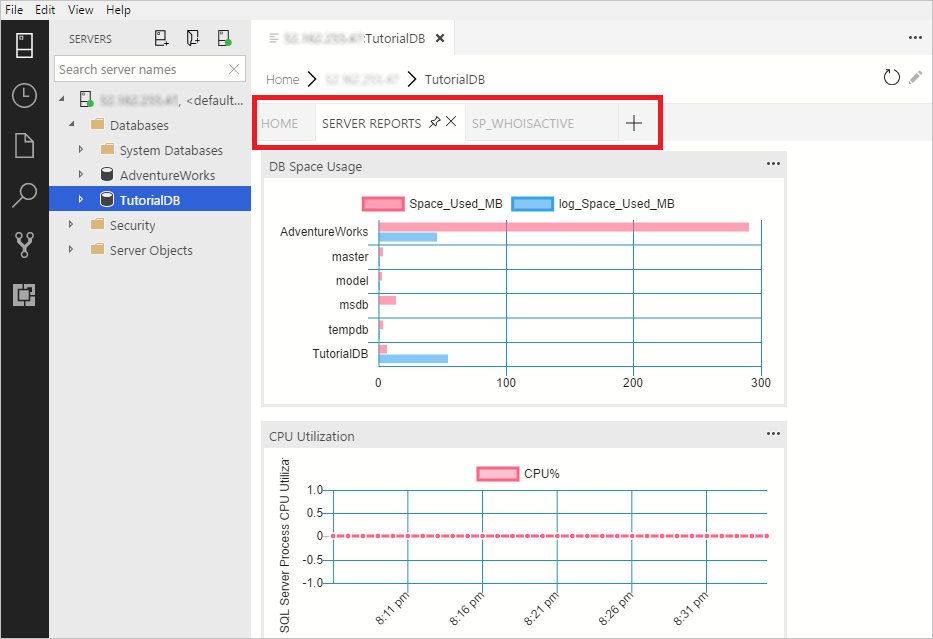 File Edit View Help
SERVERS
Search server names
, <default...
Databases
System Databases
AdventureWorks
TutorialDB
Security
Server Objects
:TutorialDB
Home TutorialDB
HOME SERVER REPORTS SP_WHOISACTIVE
DB Space Usage
Space_Used_MB log_Space_Used_MB
AdventureWorks
master
model
msdb
tempdb
TutorialDB
0 100 200 300
CPU Utilization
CPU%
SQL Server Process CPU Utiliza
1.0
0.5
0
-0.5
-1.0
8:11 pm 8:16 pm 8:21 pm 8:26 pm 8:31 pm